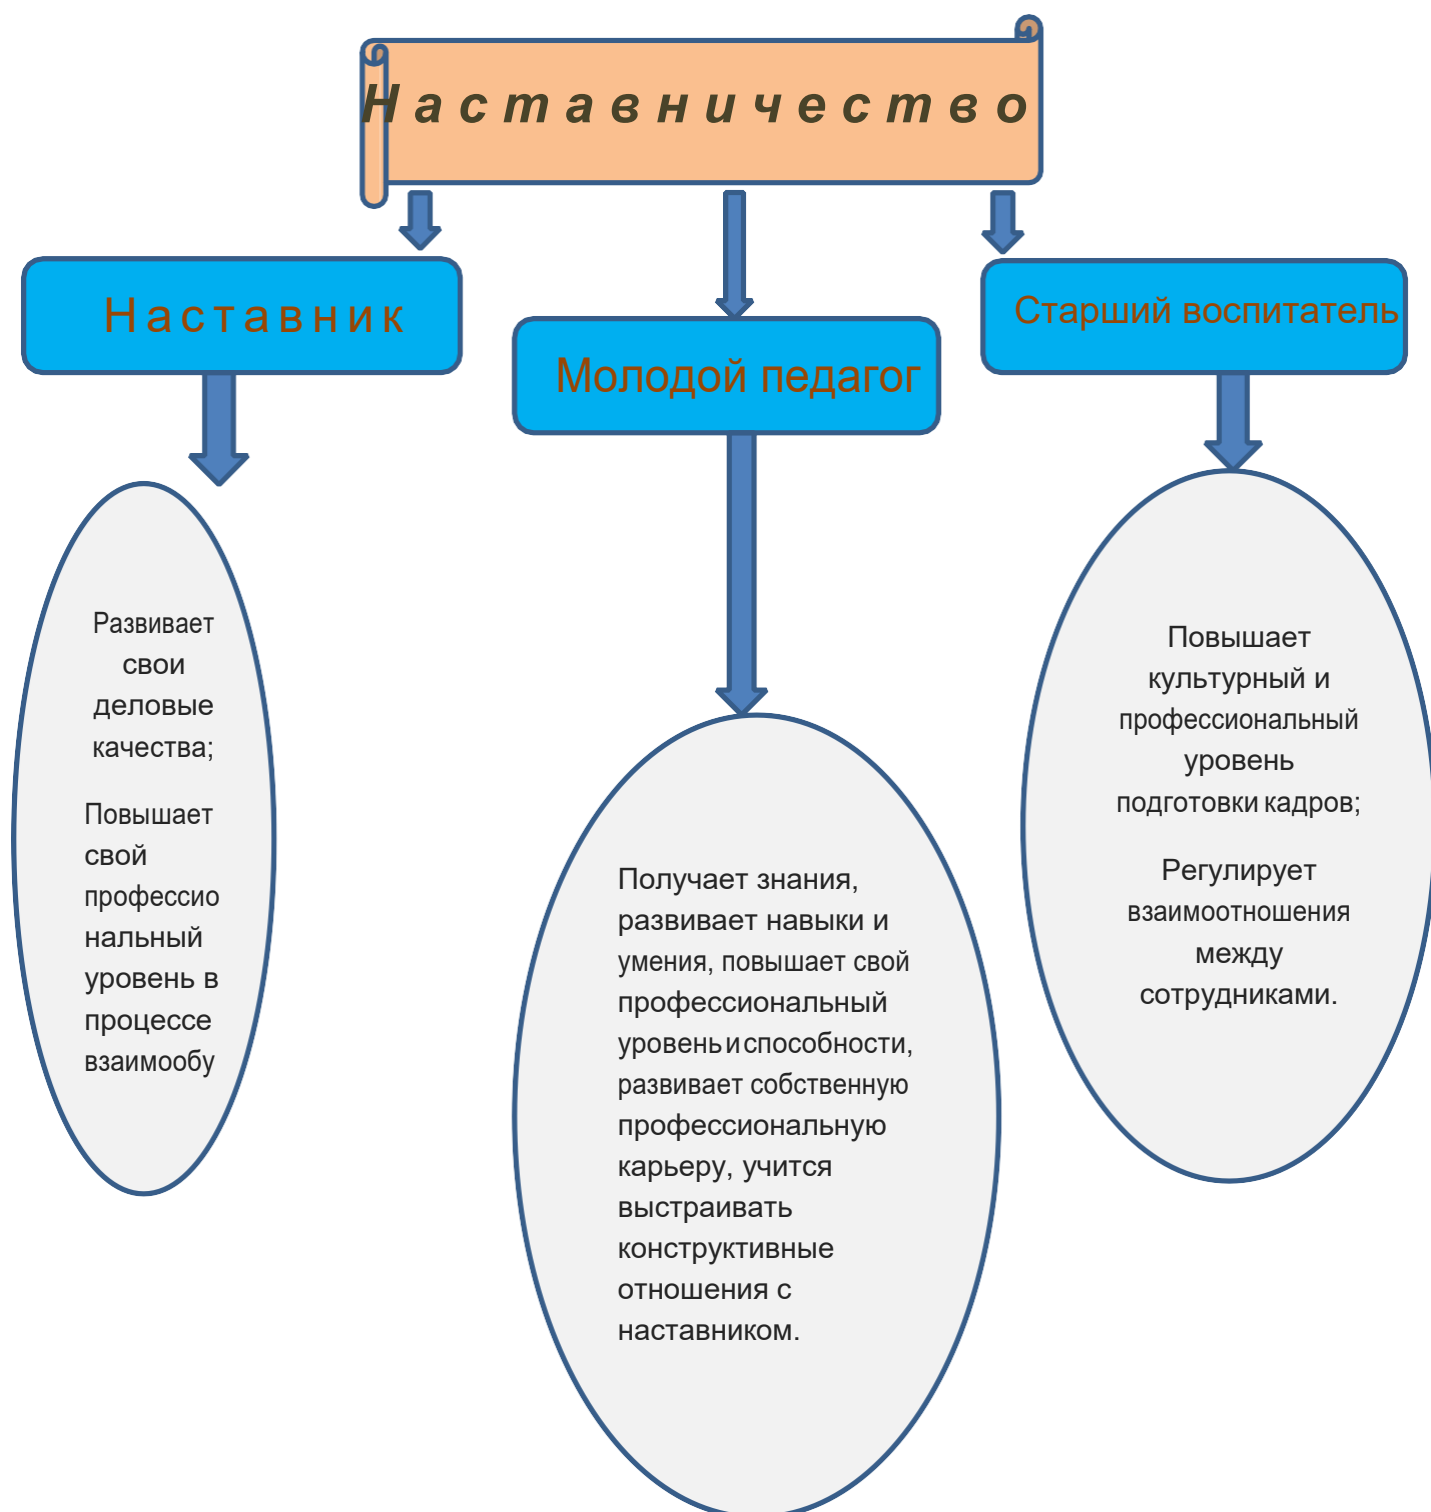 Наставничество
Наставник
Молодой педагог
Старший воспитатель
Развивает
свои
деловые
качества;
Повышает
свой
профессио
нальный
уровень в
процессе
взаимообу
Получает знания,
развивает навыки и
умения, повышает свой
профессиональный
уровень и способности,
развивает собственную
профессиональную
карьеру, учится
выстраивать
конструктивные
отношения с
наставником.
Повышает
культурный и
профессиональный
уровень
подготовки кадров;
Регулирует
взаимоотношения
между
сотрудниками.